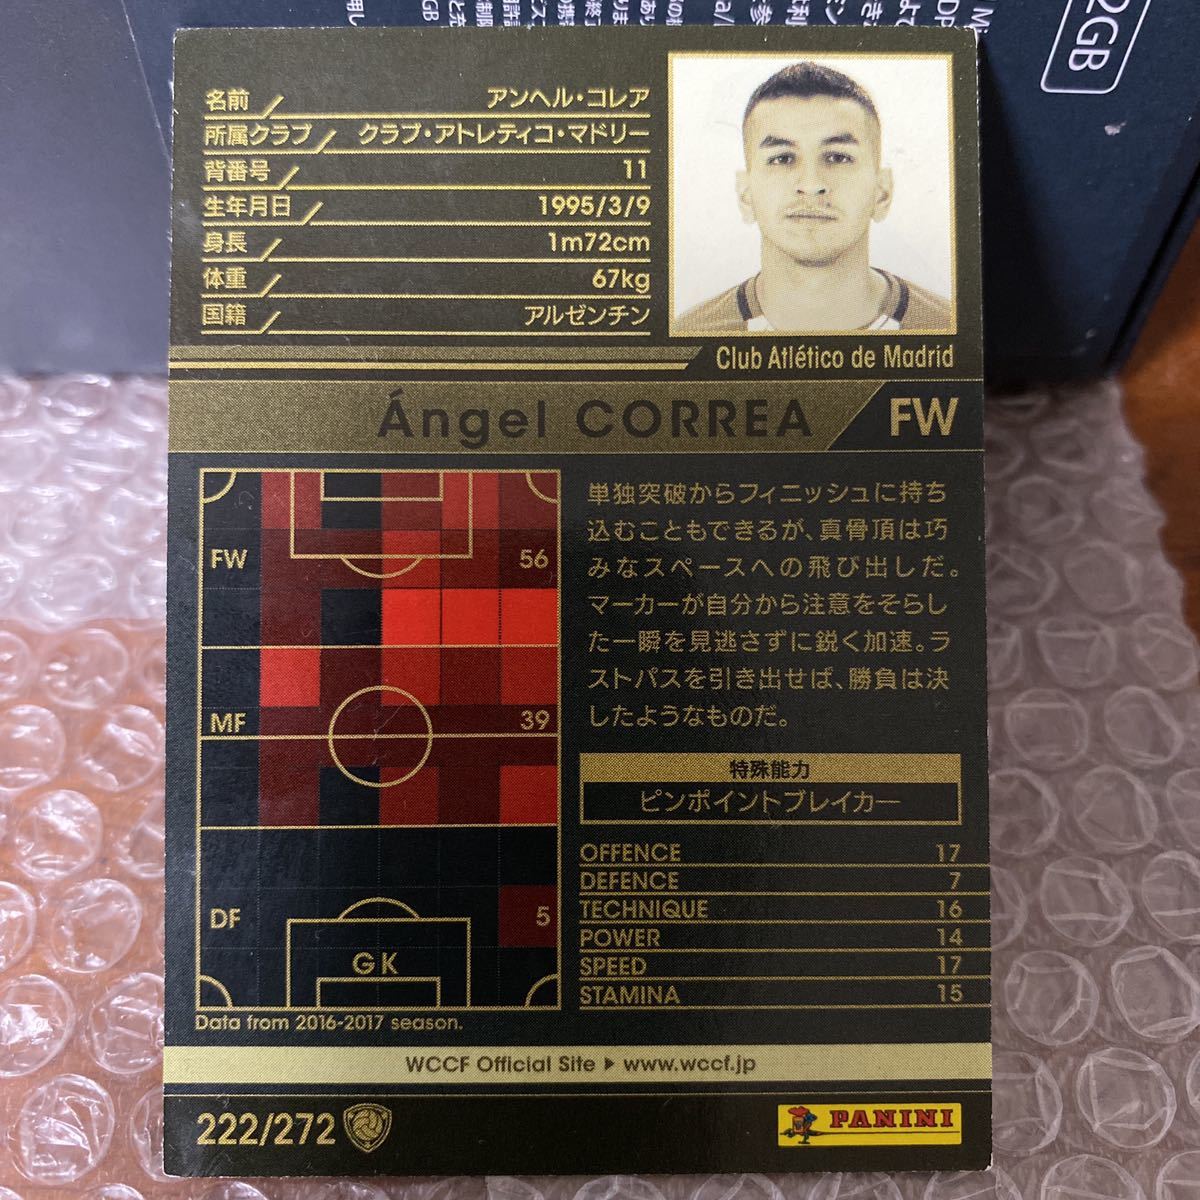 2GB
名前 アンヘル・コレア
所属クラブ クラブ・アトレティコ・マドリー
背番号 11
生年月日 1995/3/9
身長 1m72cm
体重 67kg
国籍 アルゼンチン
Club Atlético de Madrid
Ángel CORREA FW
FW 56
MF 39
DF 5
GK
Data from 2016-2017 season.
単独突破からフィニッシュに持ち
込むこともできるが、真骨頂は巧
みなスペースへの飛び出しだ。
マーカーが自分から注意をそらし
た一瞬を見逃さずに鋭く加速。ラ
ストパスを引き出せば、勝負は決
したようなものだ。
特殊能力
ピンポイントブレイカー
OFFENCE 17
DEFENCE 7
TECHNIQUE 16
POWER 14
SPEED 17
STAMINA 15
WCCF Official Site ▶ www.wccf.jp
222/272
PANINI